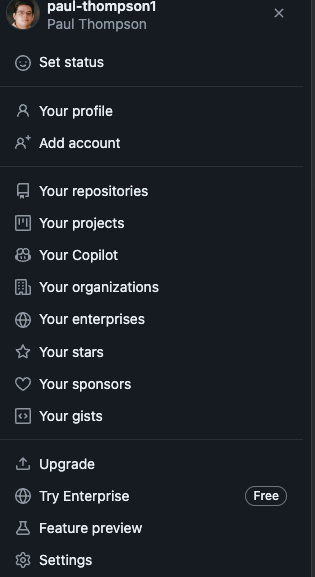 paul-thompson1
Paul Thompson
Set status
Your profile
Add account
Your repositories
Your projects
Your Copilot
Your organizations
Your enterprises
Your stars
Your sponsors
Your gists
Upgrade
Try Enterprise Free
Feature preview
Settings